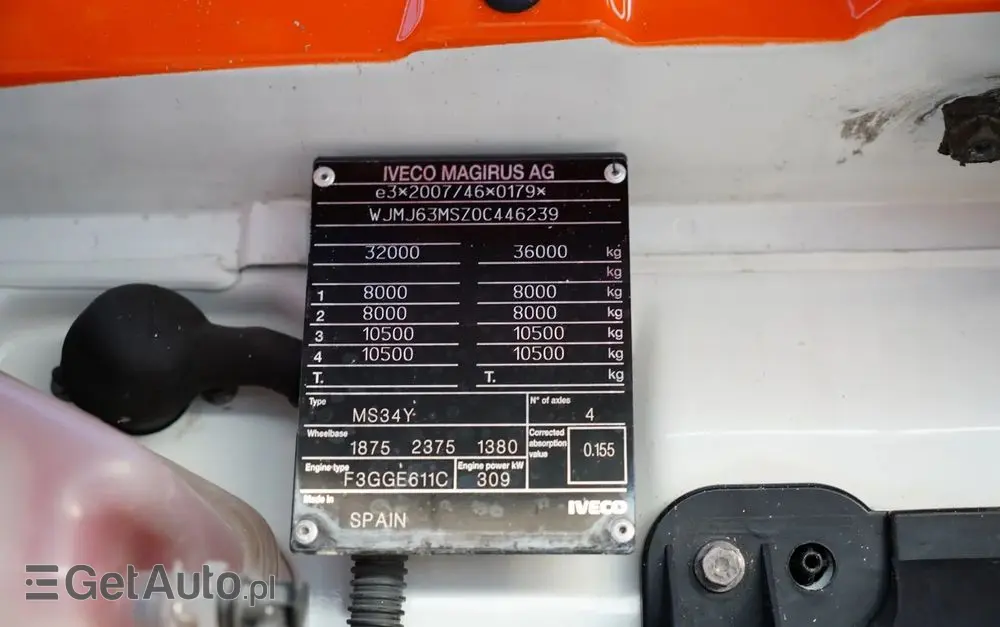 IVECO MAGIRUS AG
e3*2007/46*0179*
WJMJ63MSZ0C446239
32000 36000 kg
kg
1 8000 8000 kg
2 8000 8000 kg
3 10500 10500 kg
4 10500 10500 kg
T. T. kg
Type MS34Y N° of axles 4
Wheelbase 1875 2375 1380 Corrected absorption value 0.155
Engine type F3GGE611C Engine power kW 309
Made in SPAIN IVECO
GetAuto.pl